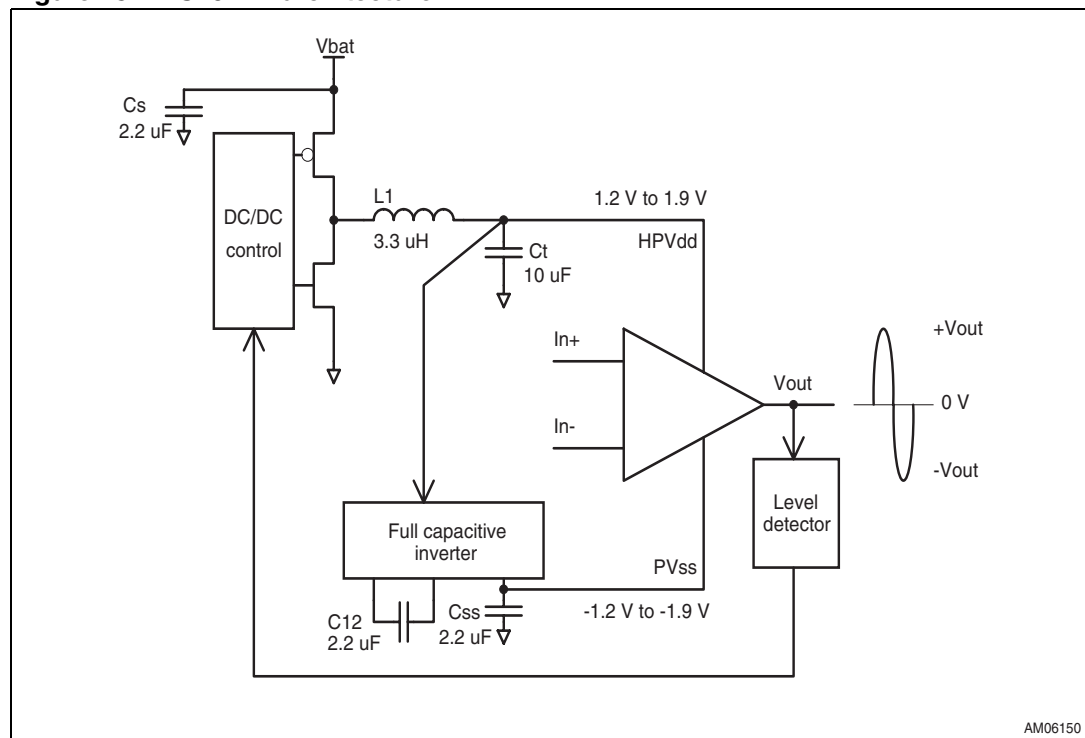 Vbat
Cs
2.2 uF
DC/DC
control
L1
3.3 uH
1.2 V to 1.9 V
HPVdd
Ct
10 uF
In+
In-
Vout
+Vout
0 V
-Vout
Level
detector
Full capacitive
inverter
PVss
-1.2 V to -1.9 V
C12
2.2 uF
Css
2.2 uF
AM06150